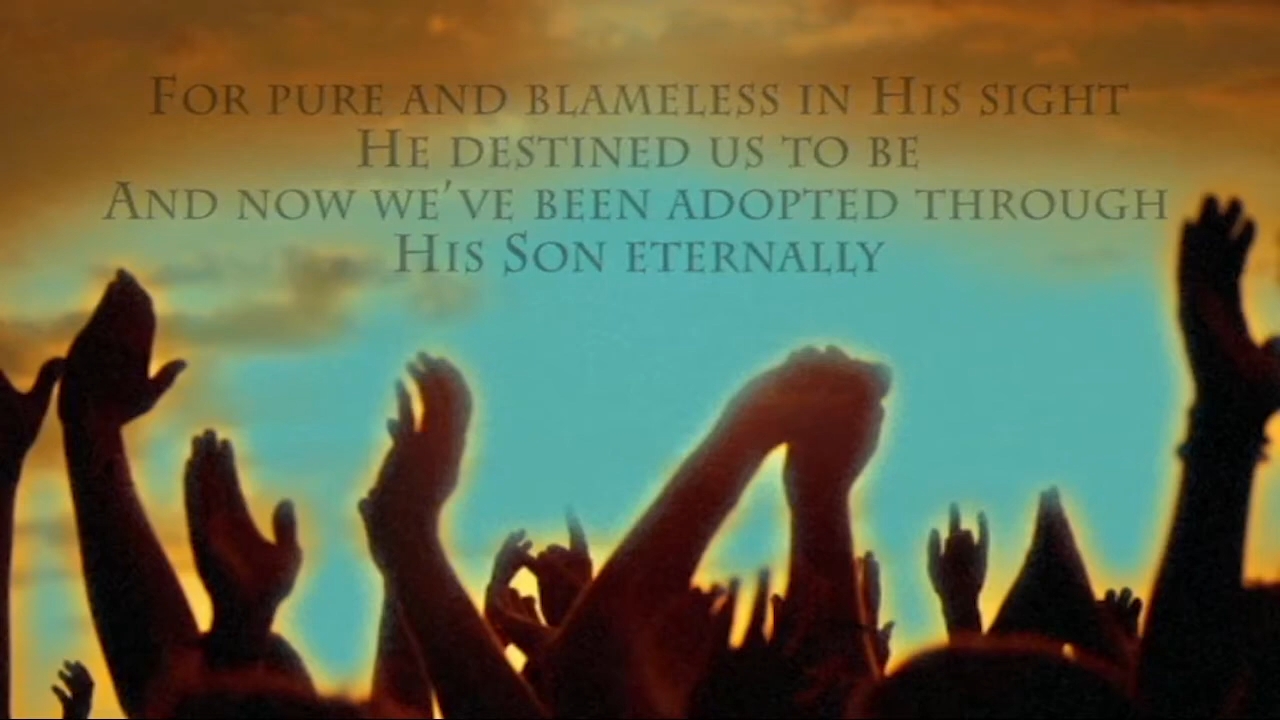 For pure and blameless in His sight
He destined us to be
And now we've been adopted through
His Son eternally